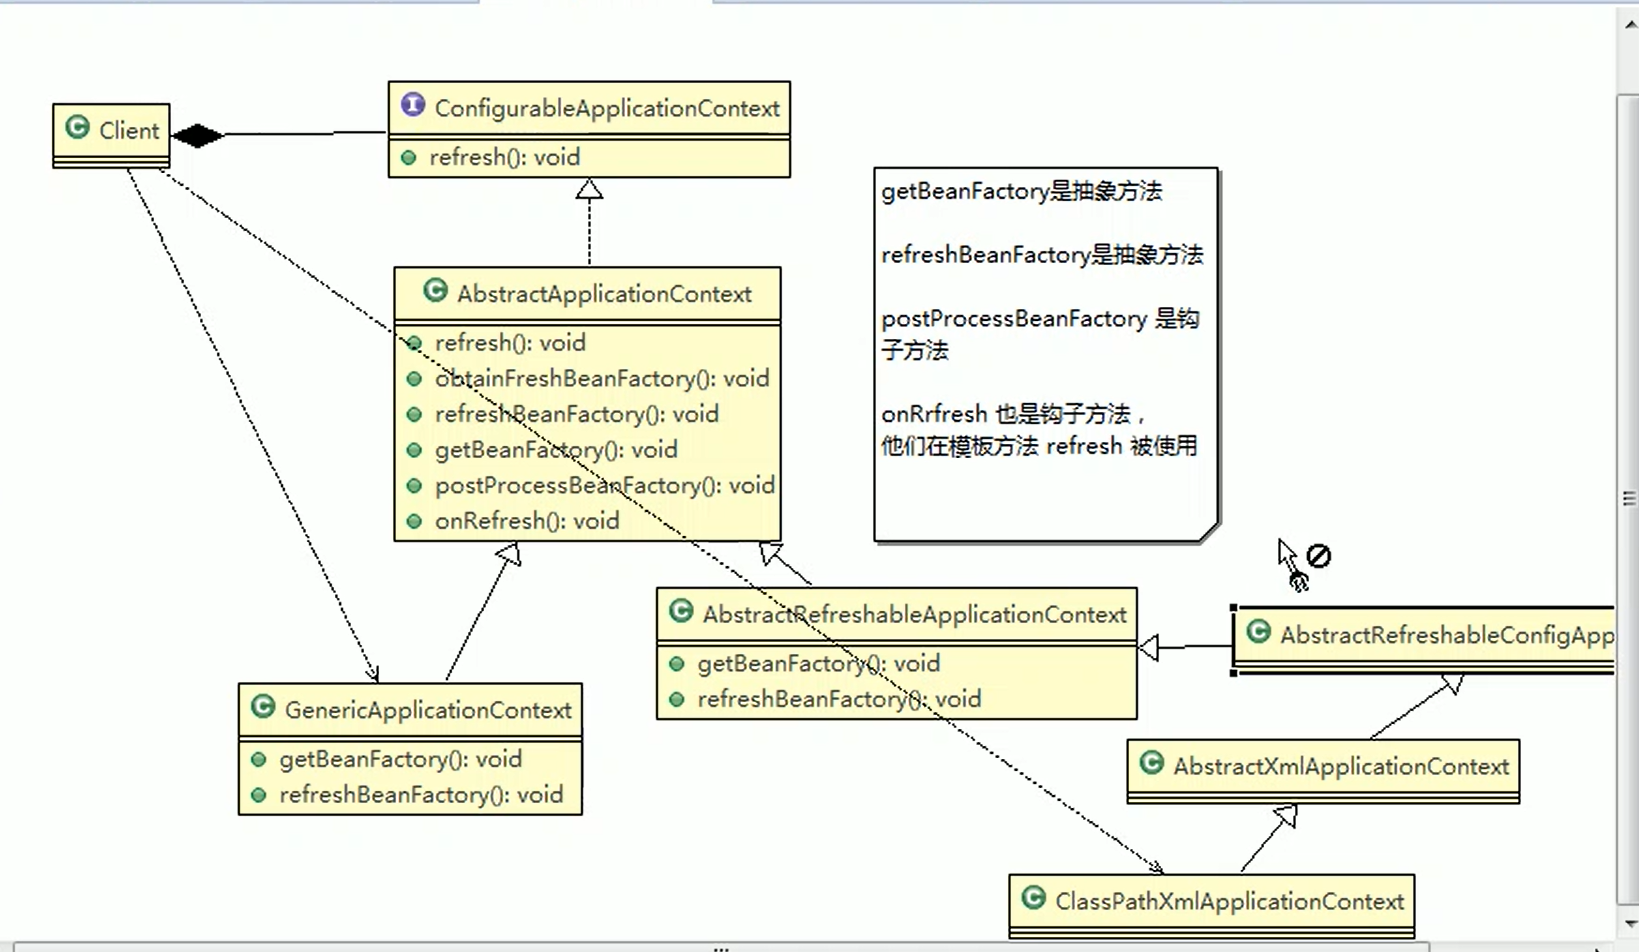 Client
ConfigurableApplicationContext
refresh(): void
AbstractApplicationContext
refresh(): void
obtainFreshBeanFactory(): void
refreshBeanFactory(): void
getBeanFactory(): void
postProcessBeanFactory(): void
onRefresh(): void
getBeanFactory是抽象方法
refreshBeanFactory是抽象方法
postProcessBeanFactory 是钩
子方法
onRrfresh 也是钩子方法，
他们在模板方法 refresh 被使用
AbstractRefreshableApplicationContext
getBeanFactory(): void
refreshBeanFactory(): void
AbstractRefreshableConfigApp
GenericApplicationContext
getBeanFactory(): void
refreshBeanFactory(): void
AbstractXmlApplicationContext
ClassPathXmlApplicationContext